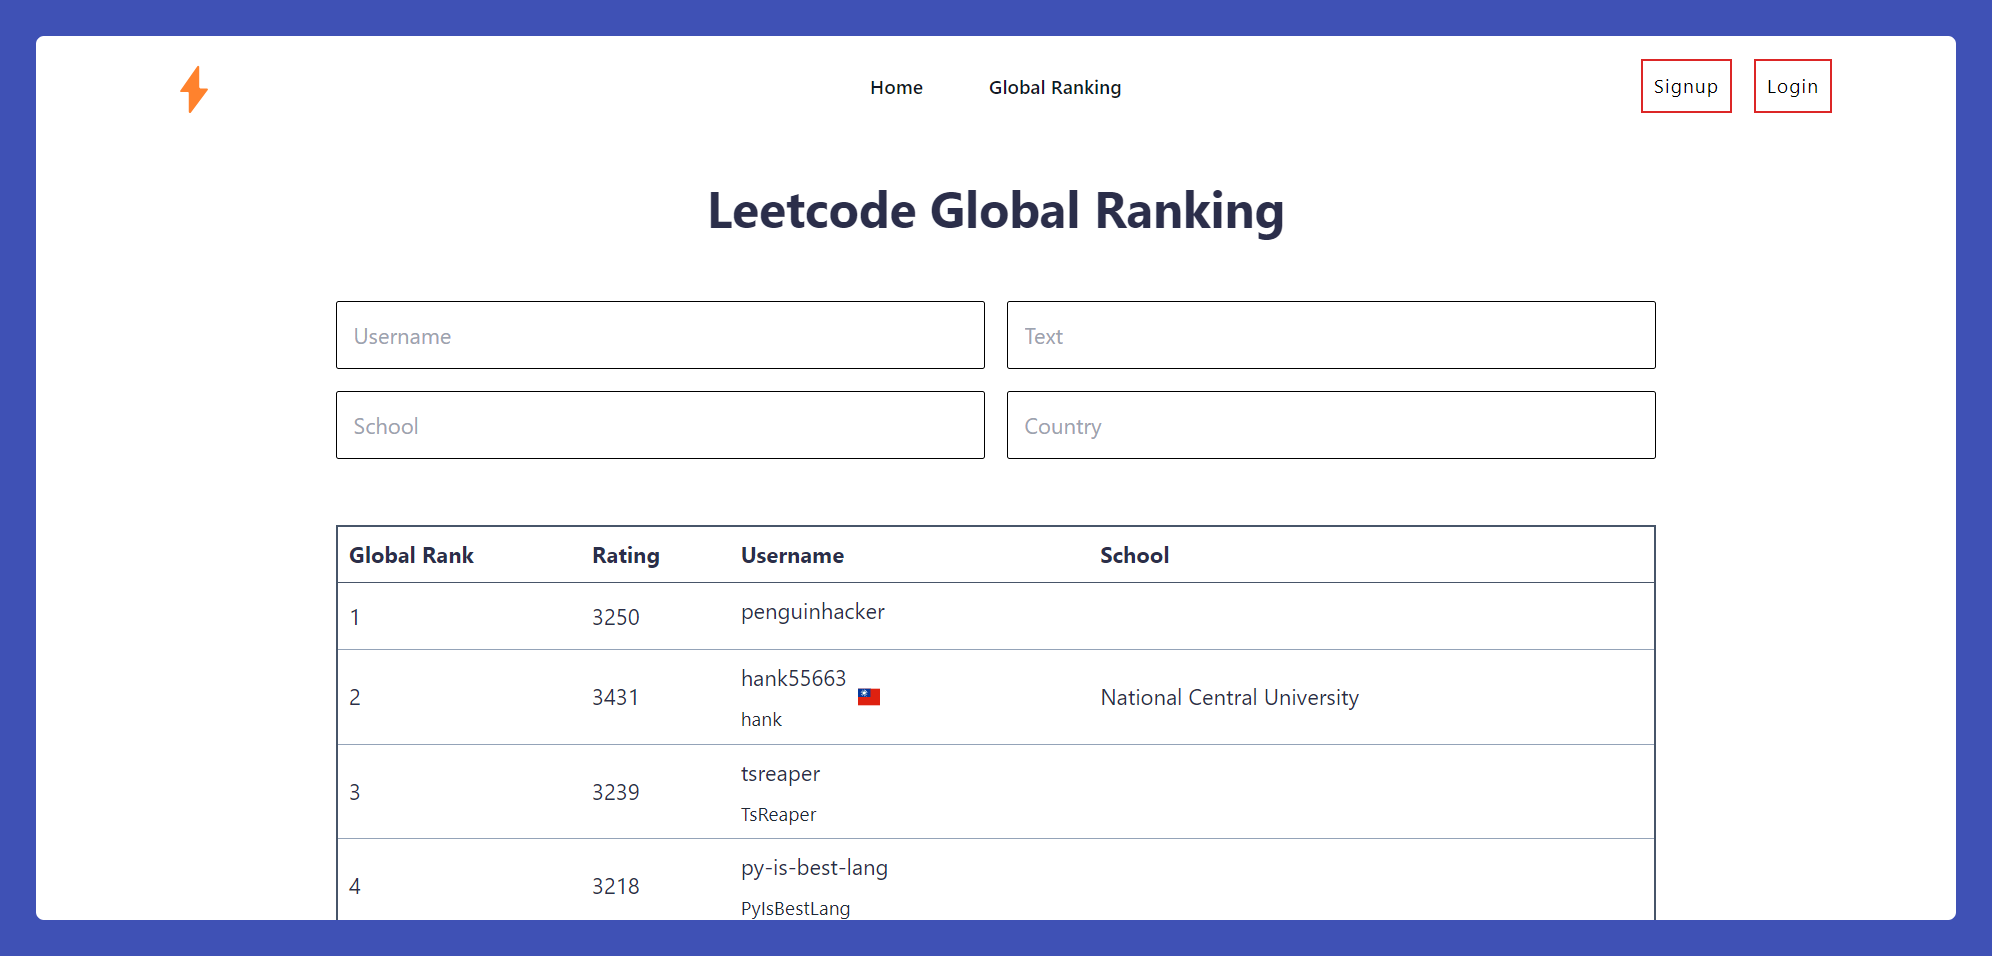 Home Global Ranking Signup Login
Leetcode Global Ranking
Username Text
School Country
Global Rank Rating Username School
1 3250 penguinhacker
2 3431 hank55663 National Central University
hank
3 3239 tsreaper
TsReaper
4 3218 py-is-best-lang
PyIsBestLang